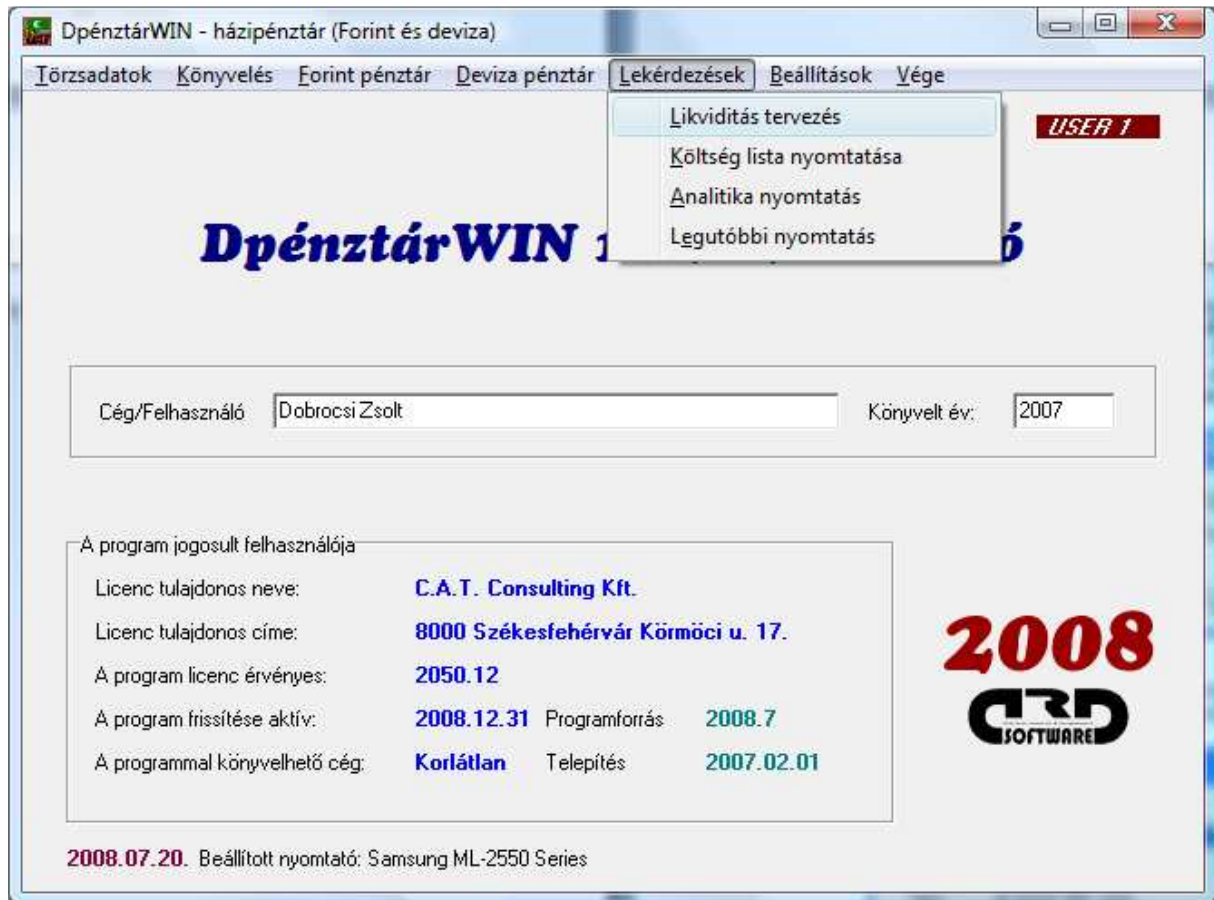 DpénztárWIN - házipénztár (Forint és deviza)
Törzsadatok Könyvelés Forint pénztár Deviza pénztár Lekérdezések Beállítások Vége
Likviditás tervezés
Költség lista nyomtatása
Analitika nyomtatás
Legutóbbi nyomtatás
USER 1
DpénztárWIN
Cég/Felhasználó Dobrocsi Zsolt Könyvelt év: 2007
A program jogosult felhasználója
Licenc tulajdonos neve: C.A.T. Consulting Kft.
Licenc tulajdonos címe: 8000 Székesfehérvár Körmöci u. 17.
A program licenc érvényes: 2050.12
A program frissítése aktív: 2008.12.31 Programforrás 2008.7
A programmal könyvelhető cég: Korlátlan Telepítés 2007.02.01
2008
ARD
SOFTWARE
2008.07.20. Beállított nyomtató: Samsung ML-2550 Series